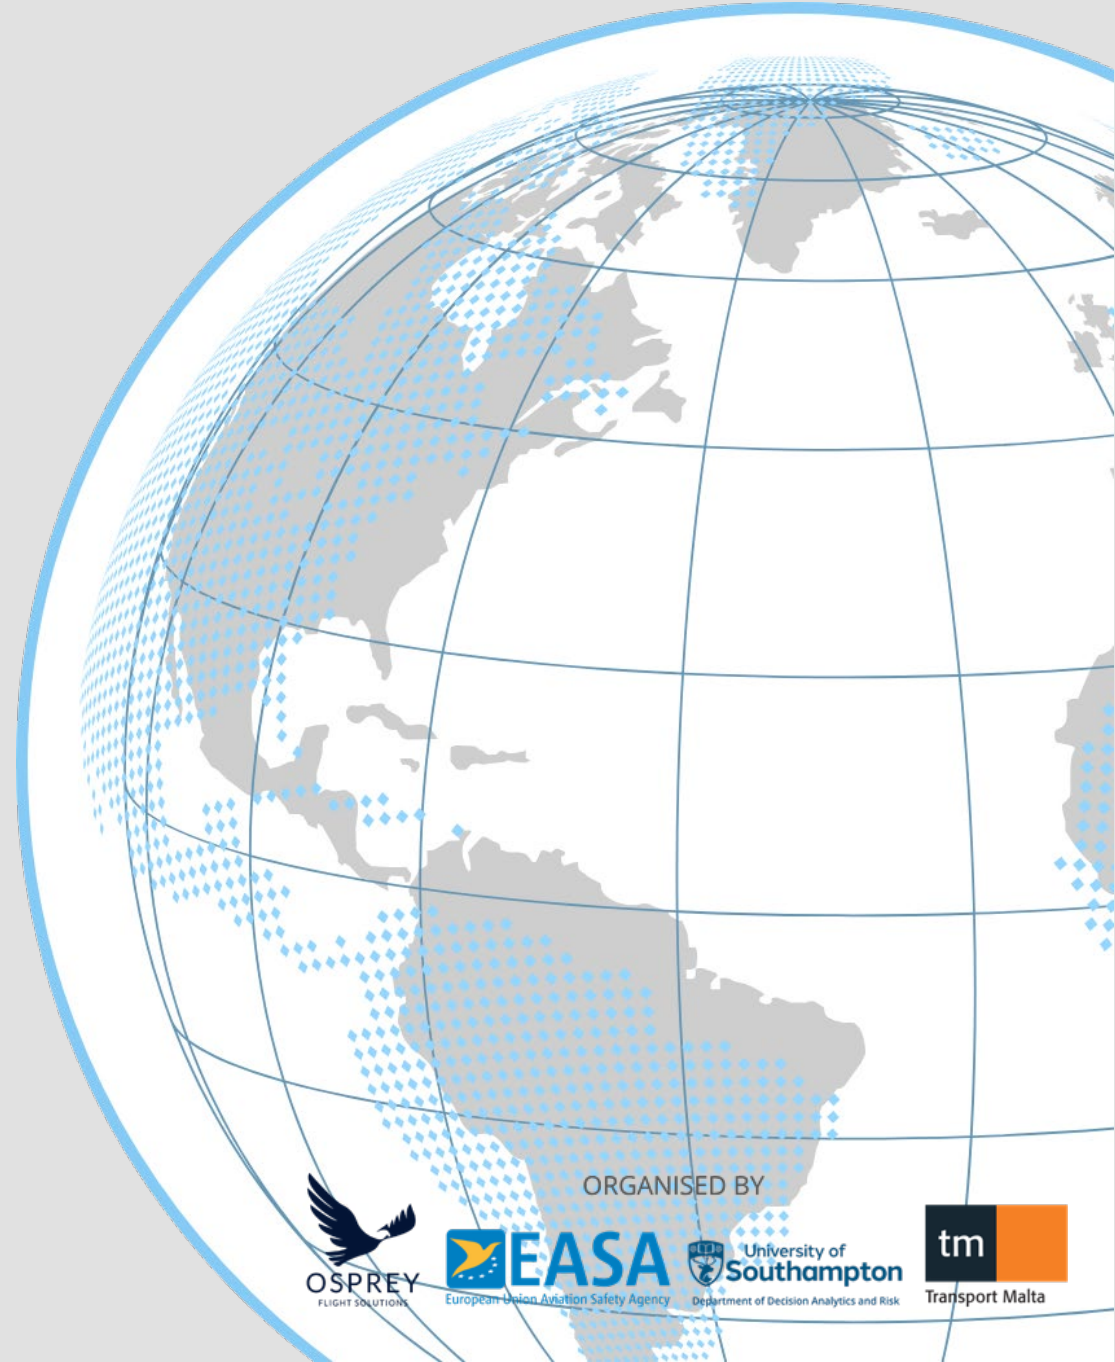 ORGANISED BY
OSPREY
FLIGHT SOLUTIONS
EASA
European Union Aviation Safety Agency
University of
Southampton
Department of Decision Analytics and Risk
tm
Transport Malta